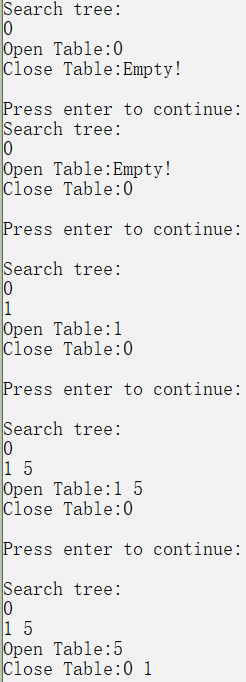 Search tree:
0
Open Table:0
Close Table:Empty!
Press enter to continue:
Search tree:
0
Open Table:Empty!
Close Table:0
Press enter to continue:
Search tree:
0
1
Open Table:1
Close Table:0
Press enter to continue:
Search tree:
0
1 5
Open Table:1 5
Close Table:0
Press enter to continue:
Search tree:
0
1 5
Open Table:5
Close Table:0 1